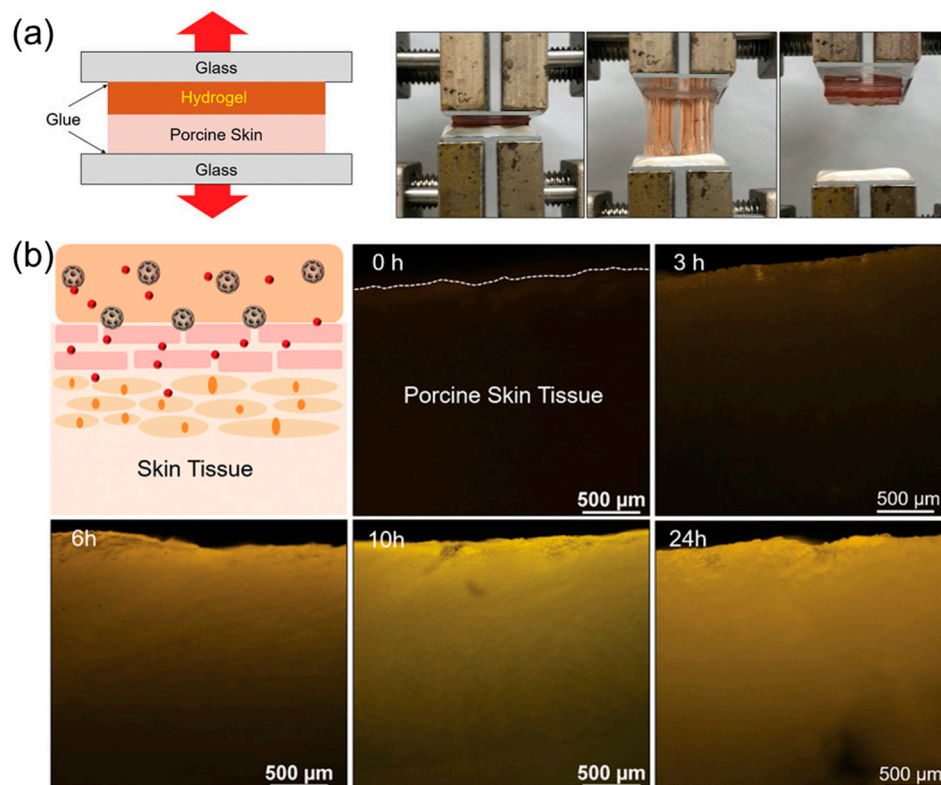 (a)
Glass
Hydrogel
Glue
Porcine Skin
Glass
(b)
Skin Tissue
0 h
Porcine Skin Tissue
500 µm
3 h
500 µm
6h
500 µm
10h
500 µm
24h
500 µm